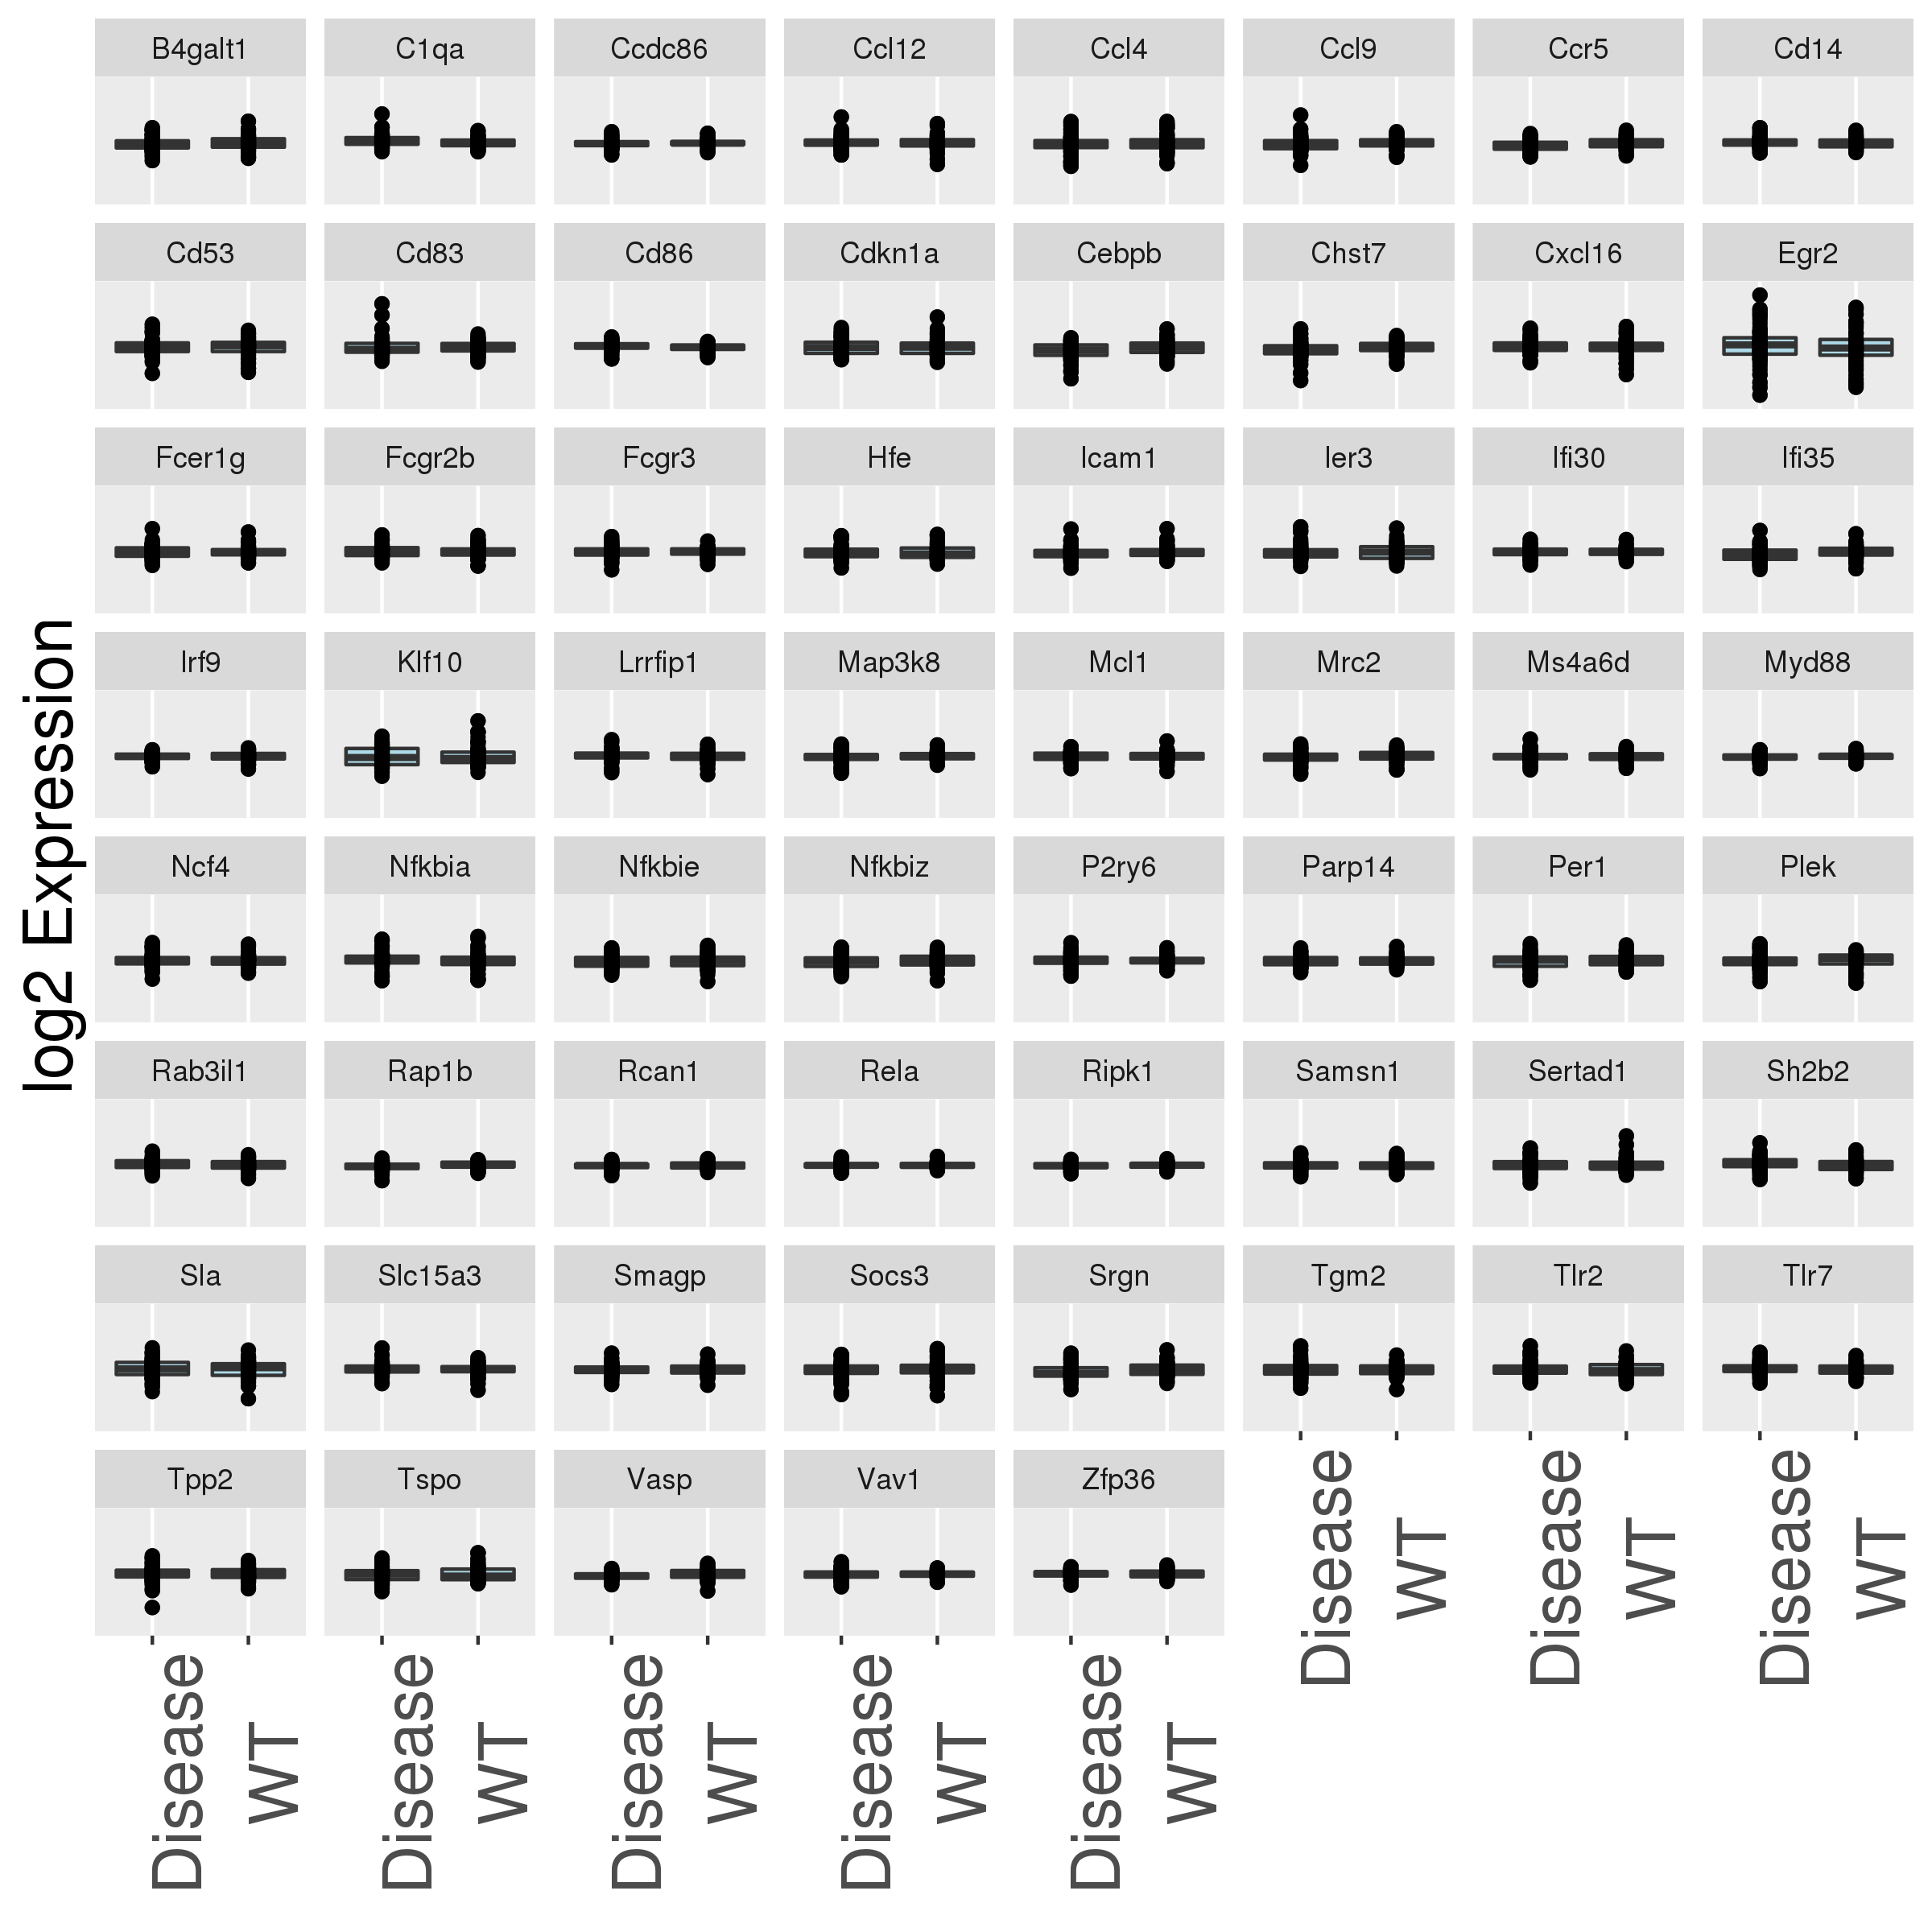 B4galt1 C1qa Ccdc86 Ccl12 Ccl4 Ccl9 Ccr5 Cd14
Cd53 Cd83 Cd86 Cdkn1a Cebpb Chst7 Cxcl16 Egr2
Fcer1g Fcgr2b Fcgr3 Hfe Icam1 Ier3 Ifi30 Ifi35
Irf9 Klf10 Lrrfip1 Map3k8 Mcl1 Mrc2 Ms4a6d Myd88
log2 Expression
Ncf4 Nfkbia Nfkbie Nfkbiz P2ry6 Parp14 Per1 Plek
Rab3il1 Rap1b Rcan1 Rela Ripk1 Samsn1 Sertad1 Sh2b2
Sla Slc15a3 Smagp Socs3 Srgn Tgm2 Tlr2 Tlr7
Tpp2 Tspo Vasp Vav1 Zfp36
Disease WT Disease WT Disease WT
Disease WT Disease WT Disease WT Disease WT Disease WT